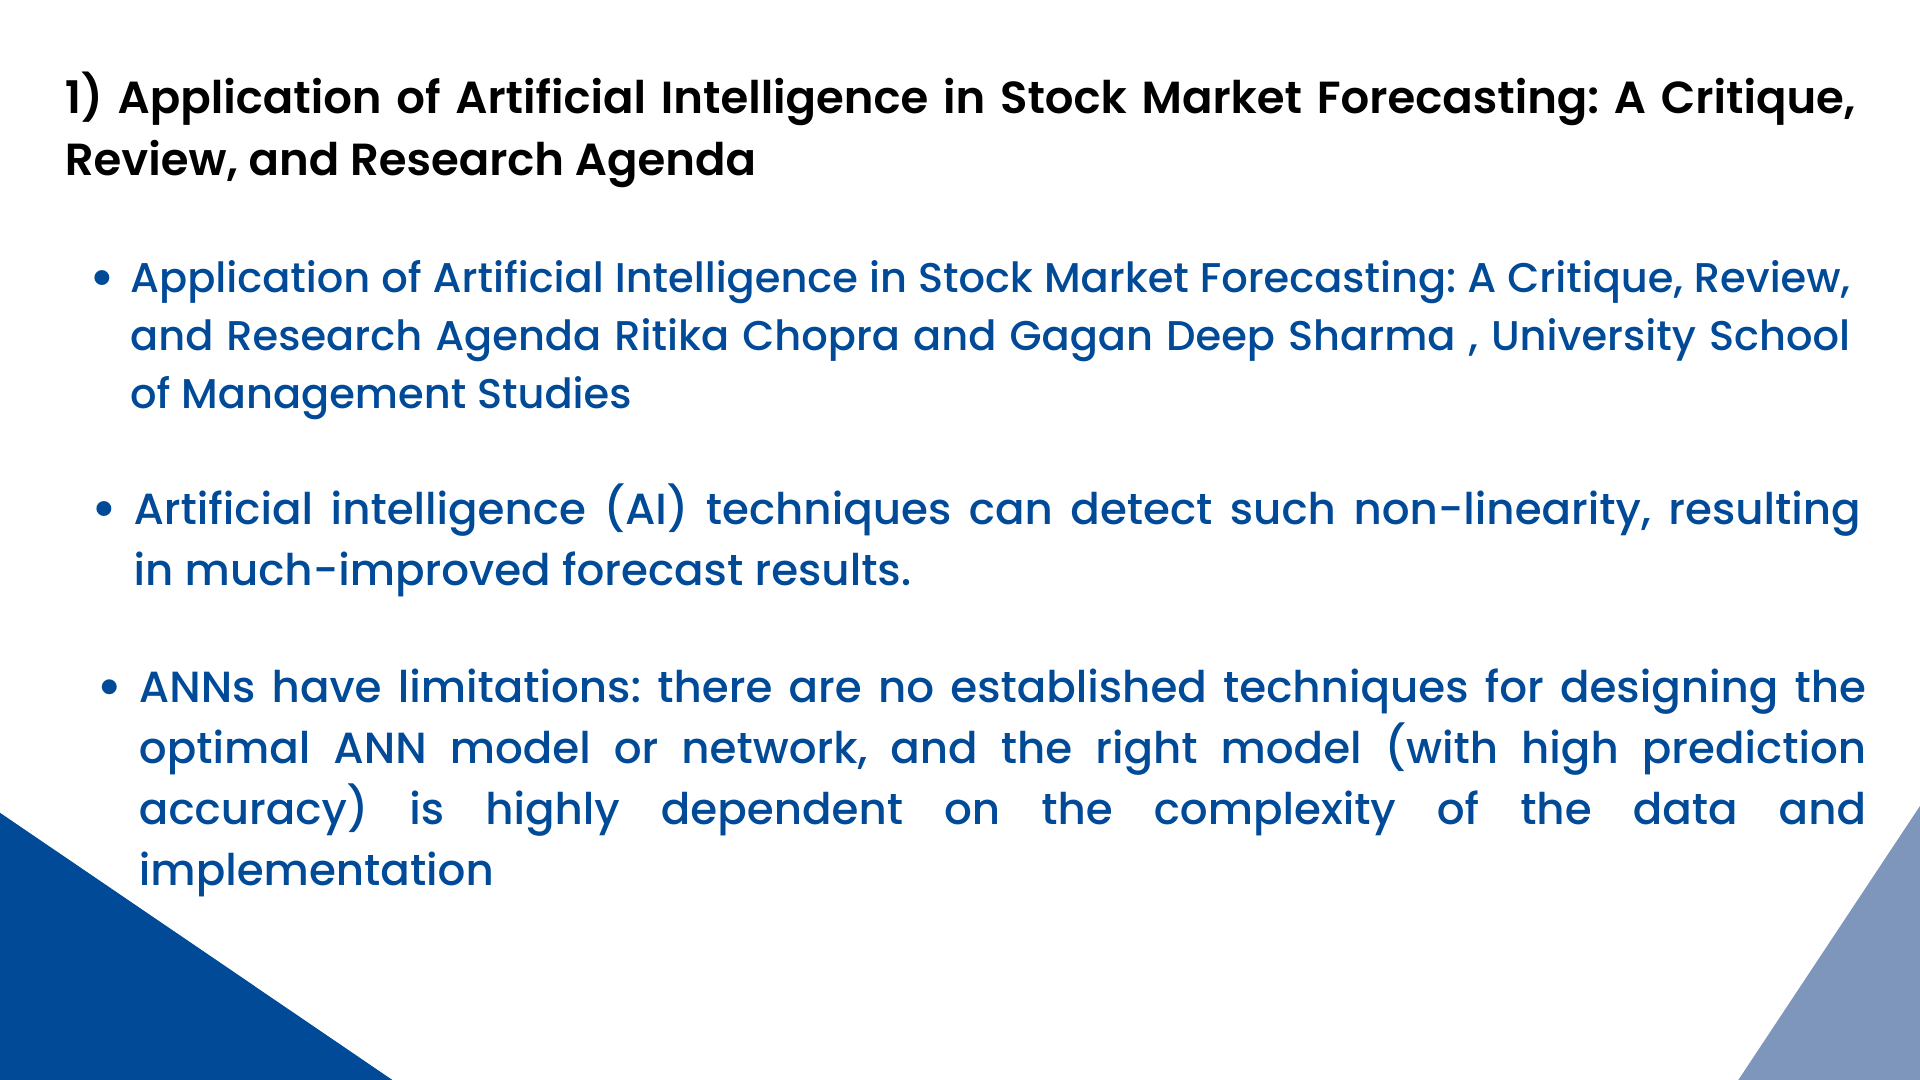 1) Application of Artificial Intelligence in Stock Market Forecasting: A Critique,
Review, and Research Agenda
• Application of Artificial Intelligence in Stock Market Forecasting: A Critique, Review,
and Research Agenda Ritika Chopra and Gagan Deep Sharma , University School
of Management Studies
• Artificial intelligence (AI) techniques can detect such non-linearity, resulting
in much-improved forecast results.
• ANNs have limitations: there are no established techniques for designing the
optimal ANN model or network, and the right model (with high prediction
accuracy) is highly dependent on the complexity of the data and
implementation